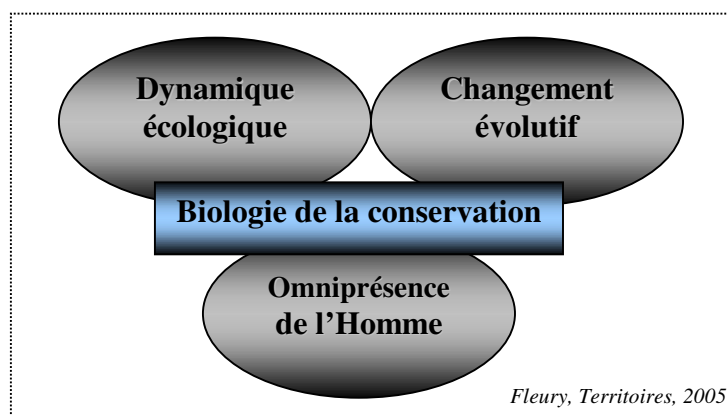 Dynamique
écologique
Changement
évolutif
Biologie de la conservation
Omniprésence
de l'Homme
Fleury, Territoires, 2005